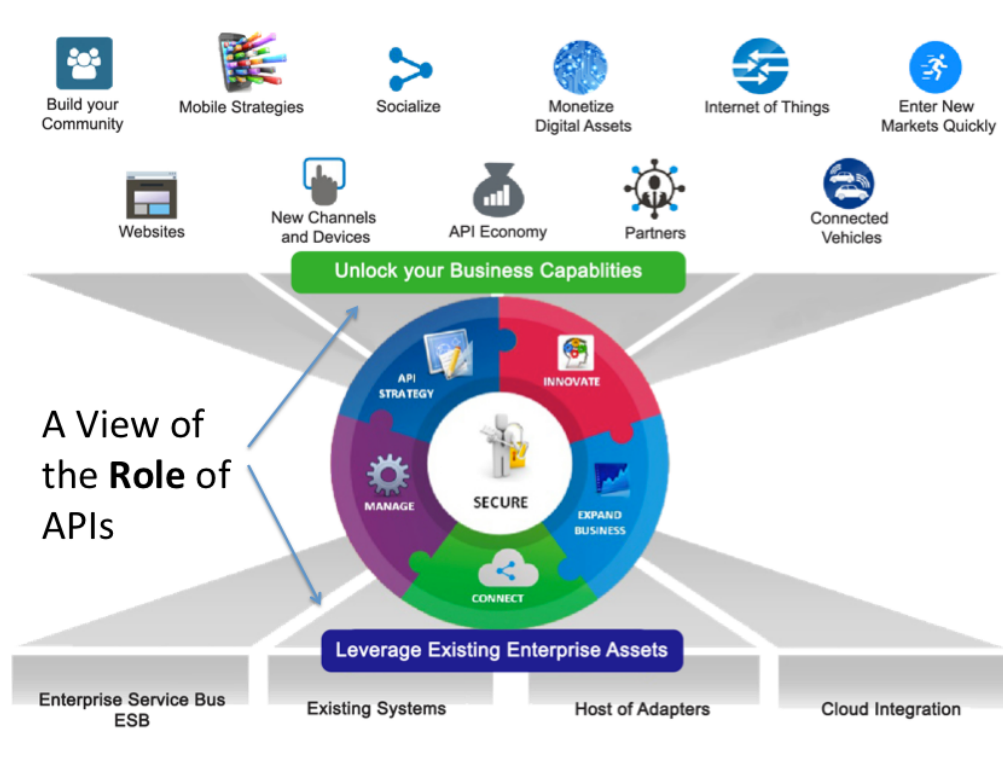 Build your
Community
Mobile Strategies
Socialize
Monetize
Digital Assets
Internet of Things
Enter New
Markets Quickly
Websites
New Channels
and Devices
API Economy
Partners
Connected
Vehicles
Unlock your Business Capablities
API
STRATEGY
INNOVATE
A View of
the Role of
APIs
MANAGE
SECURE
EXPAND
BUSINESS
CONNECT
Leverage Existing Enterprise Assets
Enterprise Service Bus
ESB
Existing Systems
Host of Adapters
Cloud Integration